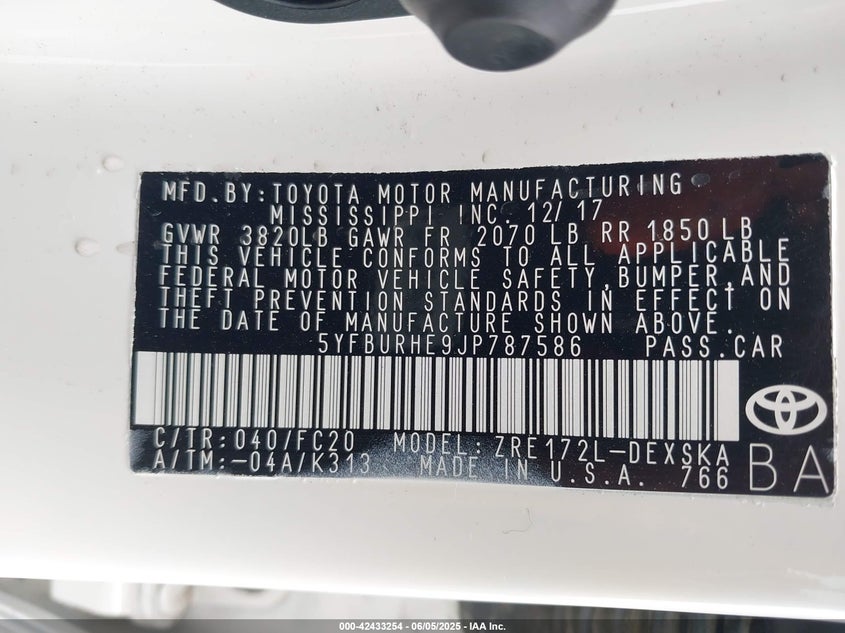 MFD.BY:TOYOTA MOTOR MANUFACTURING
MISSISSIPPI INC. 12/17
GVWR 3820LB GAWR FR 2070 LB RR 1850 LB
THIS VEHICLE CONFORMS TO ALL APPLICABLE
FEDERAL MOTOR VEHICLE SAFETY,BUMPER,AND
THEFT PREVENTION STANDARDS IN EFFECT ON
THE DATE OF MANUFACTURE SHOWN ABOVE.
5YFBURHE9JP787586 PASS.CAR
C/TR:040/FC20 MODEL:ZRE172L-DEXSKA
A/TM:-04A/K313 MADE IN U.S.A. 766
BA
000-42433254 - 06/05/2025 - IAA Inc.